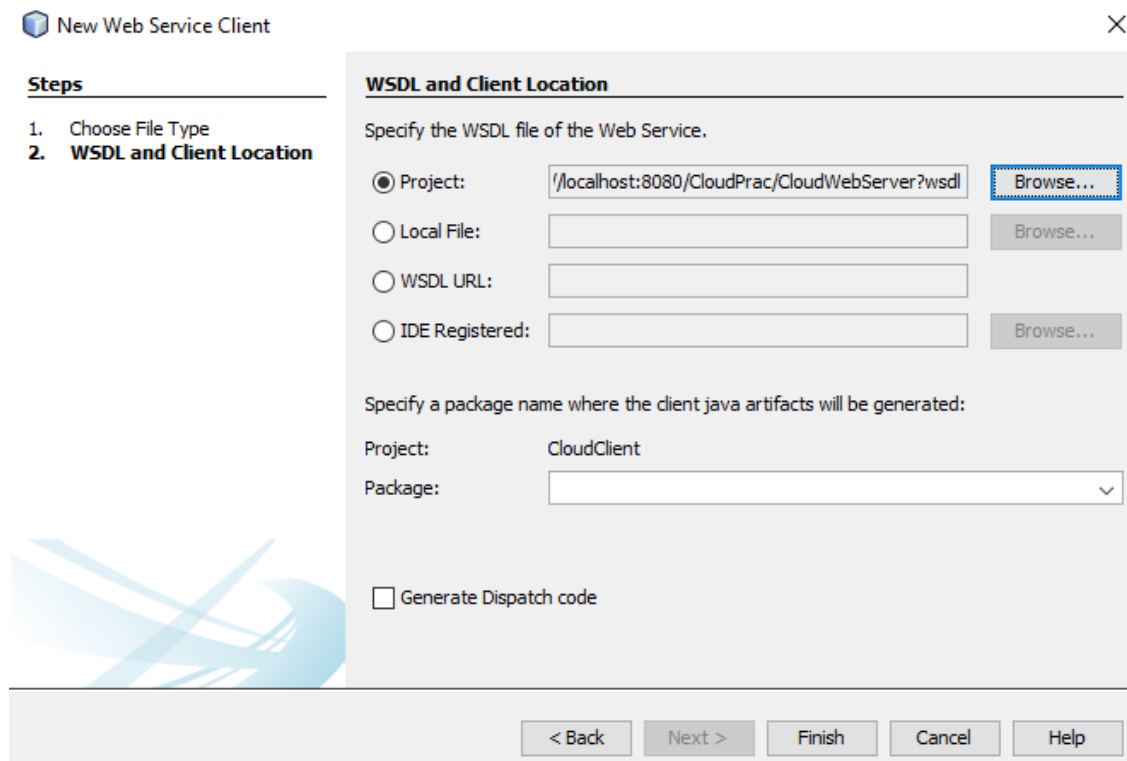 New Web Service Client
Steps
1. Choose File Type
2. WSDL and Client Location
WSDL and Client Location
Specify the WSDL file of the Web Service.
Project: /localhost:8080/CloudPrac/CloudWebServer?wsdl Browse...
Local File: Browse...
WSDL URL:
IDE Registered: Browse...
Specify a package name where the client java artifacts will be generated:
Project: CloudClient
Package:
Generate Dispatch code
< Back Next > Finish Cancel Help